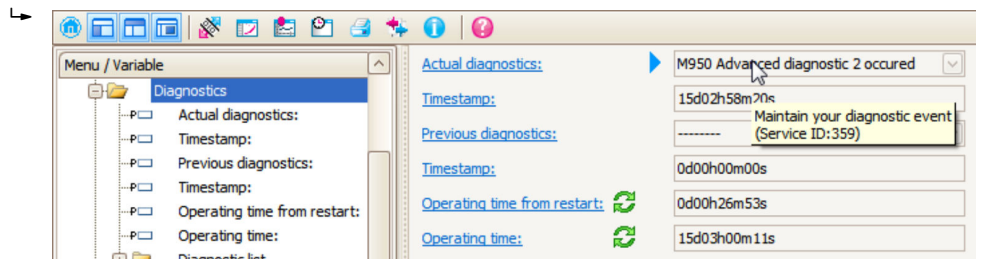 Menu / Variable
Diagnostics
Actual diagnostics:
Timestamp:
Previous diagnostics:
Timestamp:
Operating time from restart:
Operating time:
Diagnostic list
Actual diagnostics:
M950 Advanced diagnostic 2 occured
Timestamp:
15d02h58m20s
Maintain your diagnostic event
(Service ID:359)
Previous diagnostics:
--------
Timestamp:
0d00h00m00s
Operating time from restart:
0d00h26m53s
Operating time:
15d03h00m11s